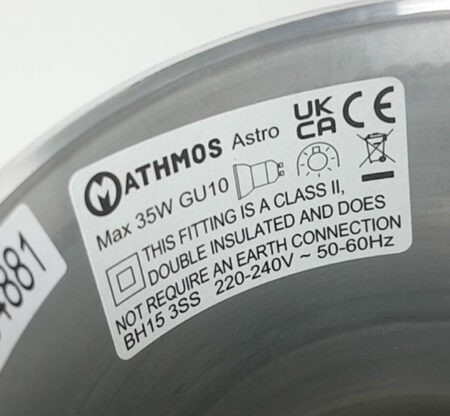 MATHMOS Astro
UK CA CE
Max 35W GU10
THIS FITTING IS A CLASS II,
DOUBLE INSULATED AND DOES
NOT REQUIRE AN EARTH CONNECTION
BH15 3SS 220-240V ~ 50-60Hz
4881